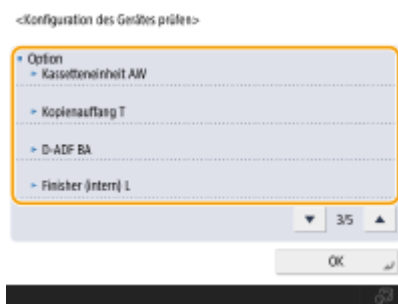 <Konfiguration des Gerätes prüfen>
Option
Kassetteneinheit AW
Kopienauffang T
D-ADF BA
Finisher (intern) L
3/5
OK